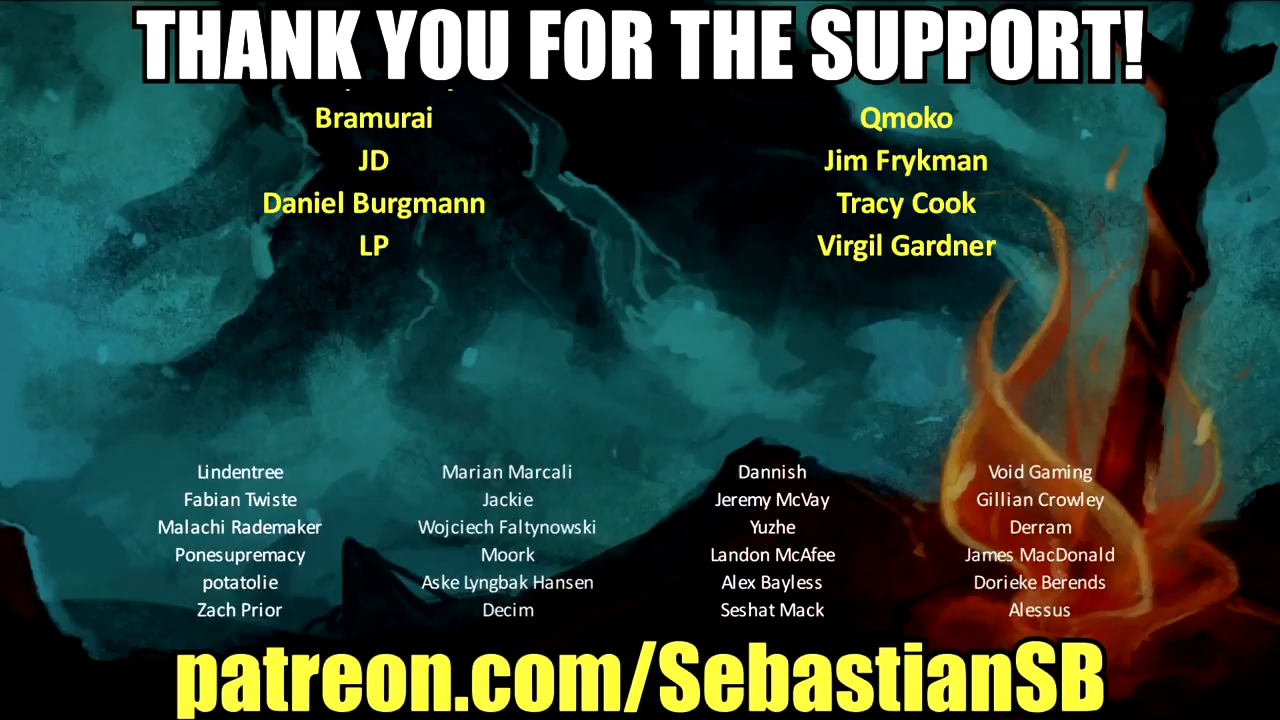 THANK YOU FOR THE SUPPORT!
Bramurai
JD
Daniel Burgmann
LP
Qmoko
Jim Frykman
Tracy Cook
Virgil Gardner
Lindentree
Fabian Twiste
Malachi Rademaker
Ponesupremacy
potatolie
Zach Prior
Marian Marcali
Jackie
Wojciech Faltynowski
Moork
Aske Lyngbak Hansen
Decim
Dannish
Jeremy McVay
Yuzhe
Landon McAfee
Alex Bayless
Seshat Mack
Void Gaming
Gillian Crowley
Derram
James MacDonald
Dorieke Berends
Alessus
patreon.com/SebastianSB